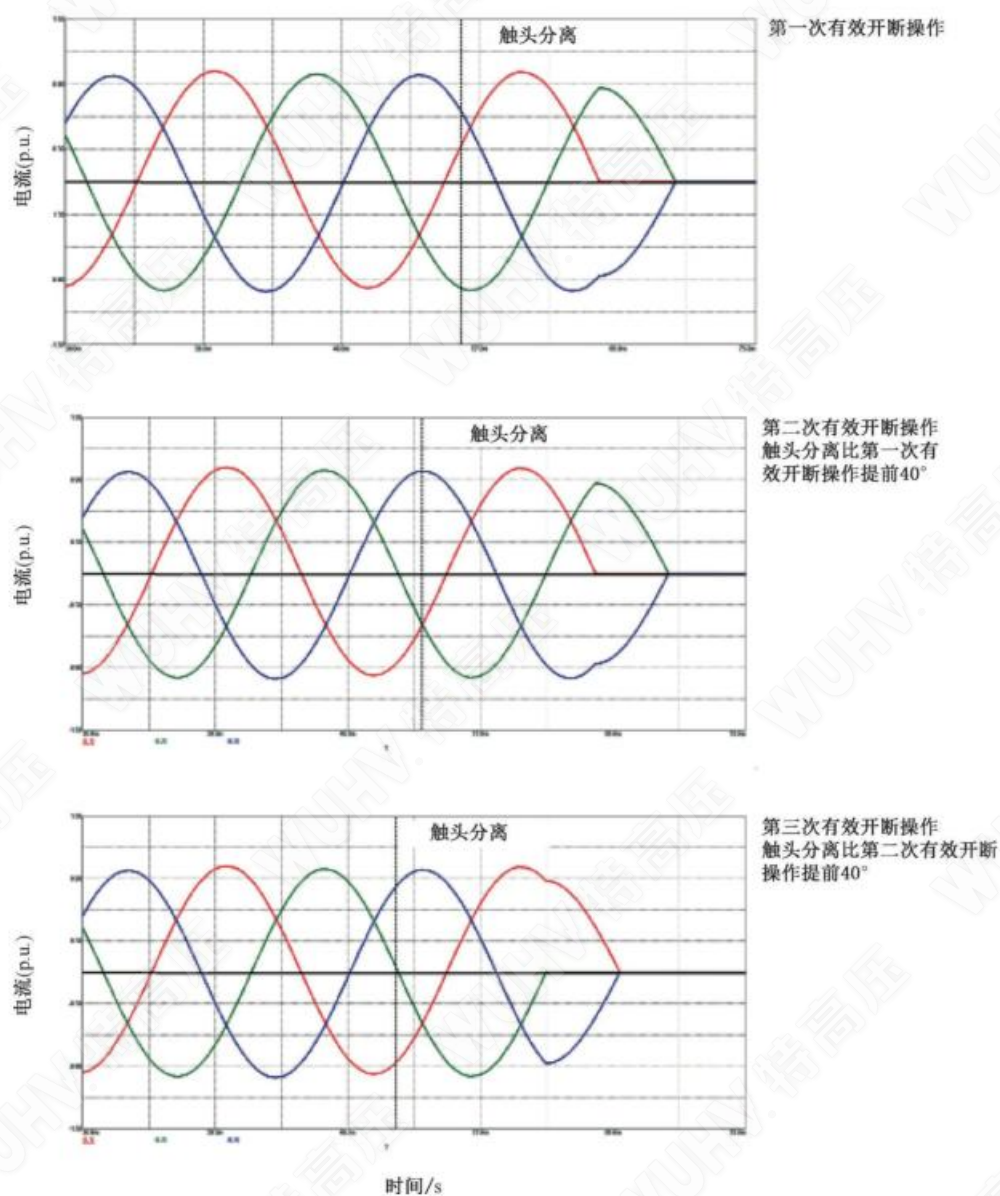 触头分离
第一次有效开断操作
电流(p.u.)
触头分离
第二次有效开断操作
触头分离比第一次有
效开断操作提前40°
电流(p.u.)
触头分离
第三次有效开断操作
触头分离比第二次有效开断
操作提前40°
电流(p.u.)
时间/s
WUHV.特高压